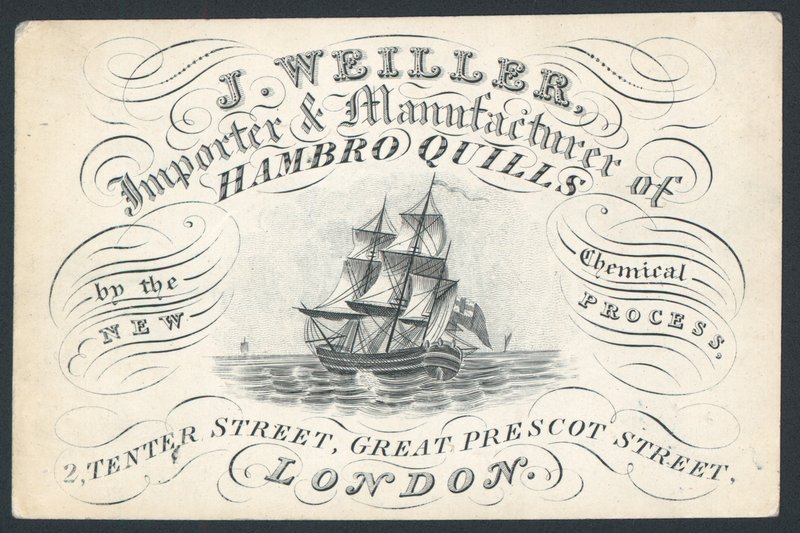 J. WEILLER,
Importer & Manufacturer of
HAMBRO QUILLS
by the
NEW
Chemical
PROCESS,
2, TENTER STREET, GREAT PRESCOT STREET,
LONDON.